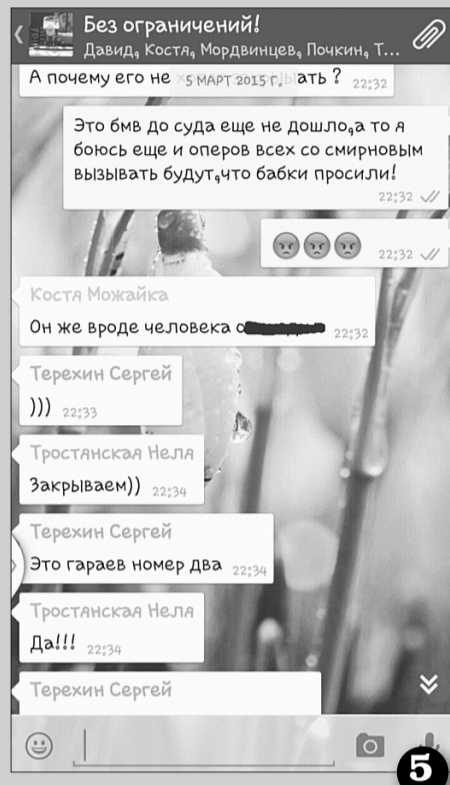 Без ограничений!
Давид, Костя, Мордвинцев, Почкин, Т...
А почему его не ать ? 22:32
5 МАРТ 2015 Г.
Это бмв до суда еще не дошло,а то я
боюсь еще и оперов всех со смирновым
вызывать будут,что бабки просили!
22:32
😡😡😡 22:32
Костя Можайка
Он же вроде человека с 22:32
Терехин Сергей
))) 22:33
Тростянская Неля
Закрываем)) 22:34
Терехин Сергей
Это гараев номер два 22:34
Тростянская Неля
Да!!! 22:34
Терехин Сергей
5